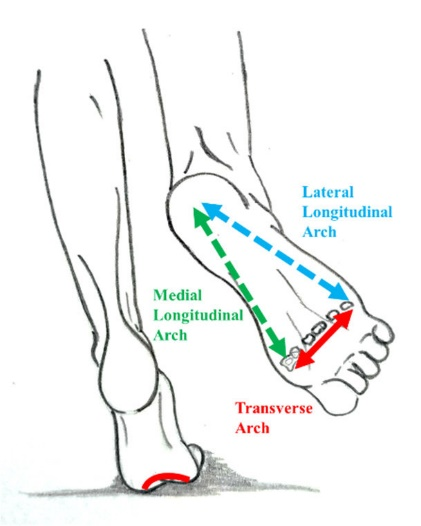 Lateral
Longitudinal
Arch
Medial
Longitudinal
Arch
Transverse
Arch